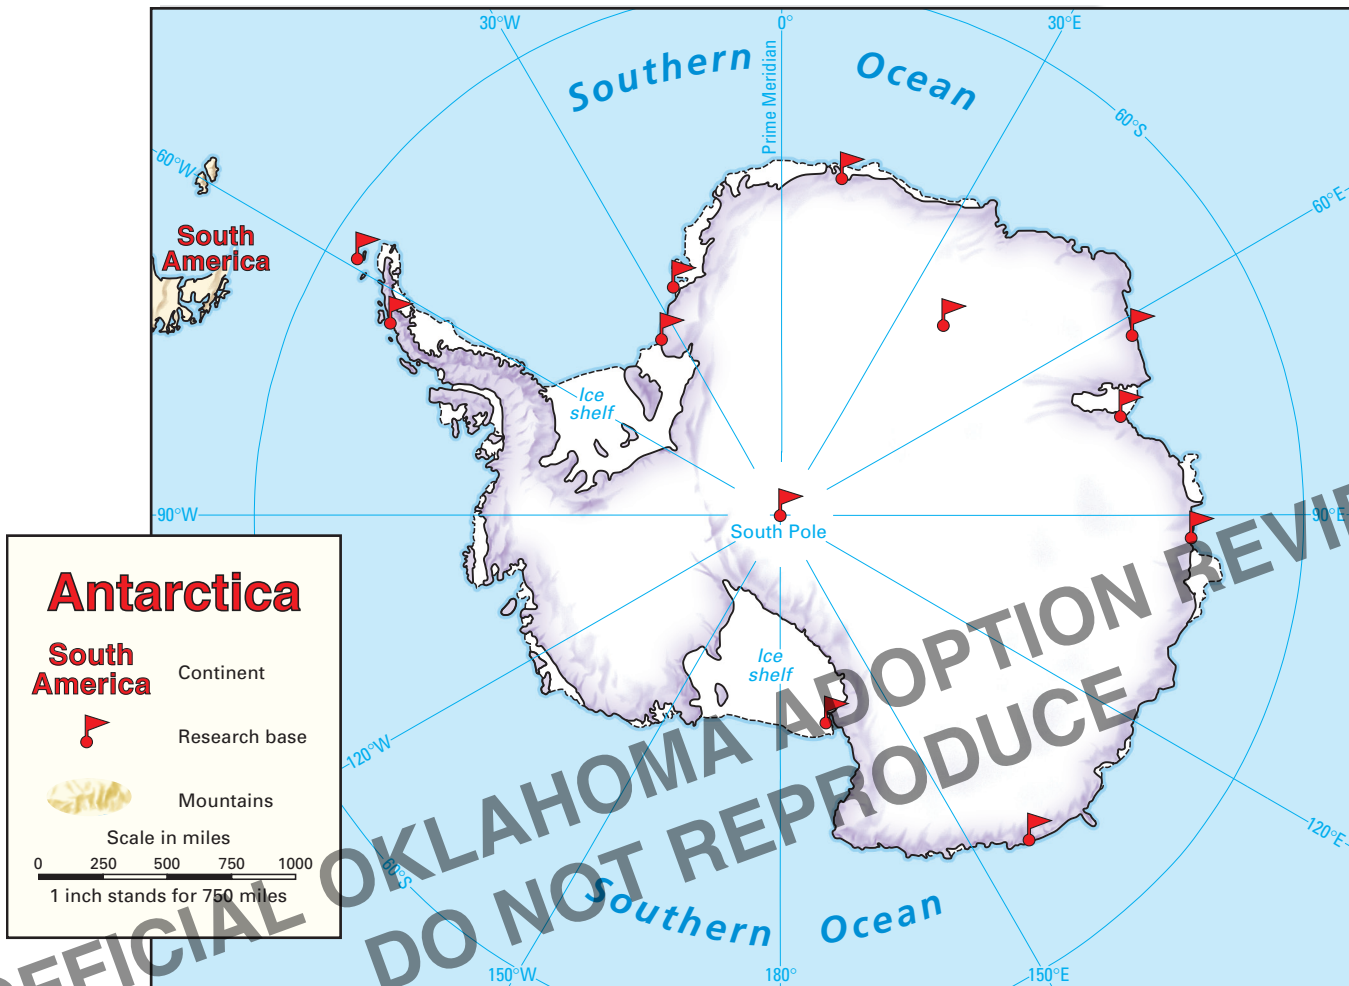 30°W
0°
30°E
Southern Ocean
Prime Meridian
60°S
60°W
60°E
South
America
Ice
shelf
South Pole
90°W
90°E
Ice
shelf
120°W
120°E
60°S
Southern Ocean
150°W
180°
150°E
Antarctica
South
America
Continent
Research base
Mountains
Scale in miles
0 250 500 750 1000
1 inch stands for 750 miles
OFFICIAL OKLAHOMA ADOPTION
DO NOT REPRODUCE